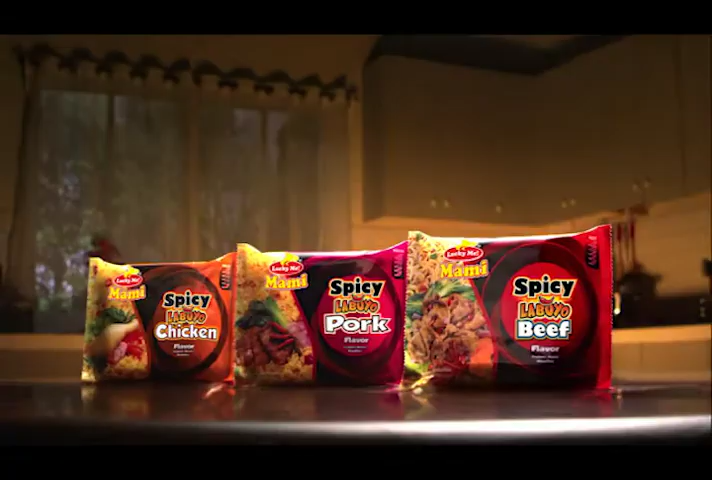 Lucky Me!
Mami
Spicy
LABUYO
Chicken
Flavor
Lucky Me!
Mami
Spicy
LABUYO
Pork
Flavor
Lucky Me!
Mami
Spicy
LABUYO
Beef
Flavor